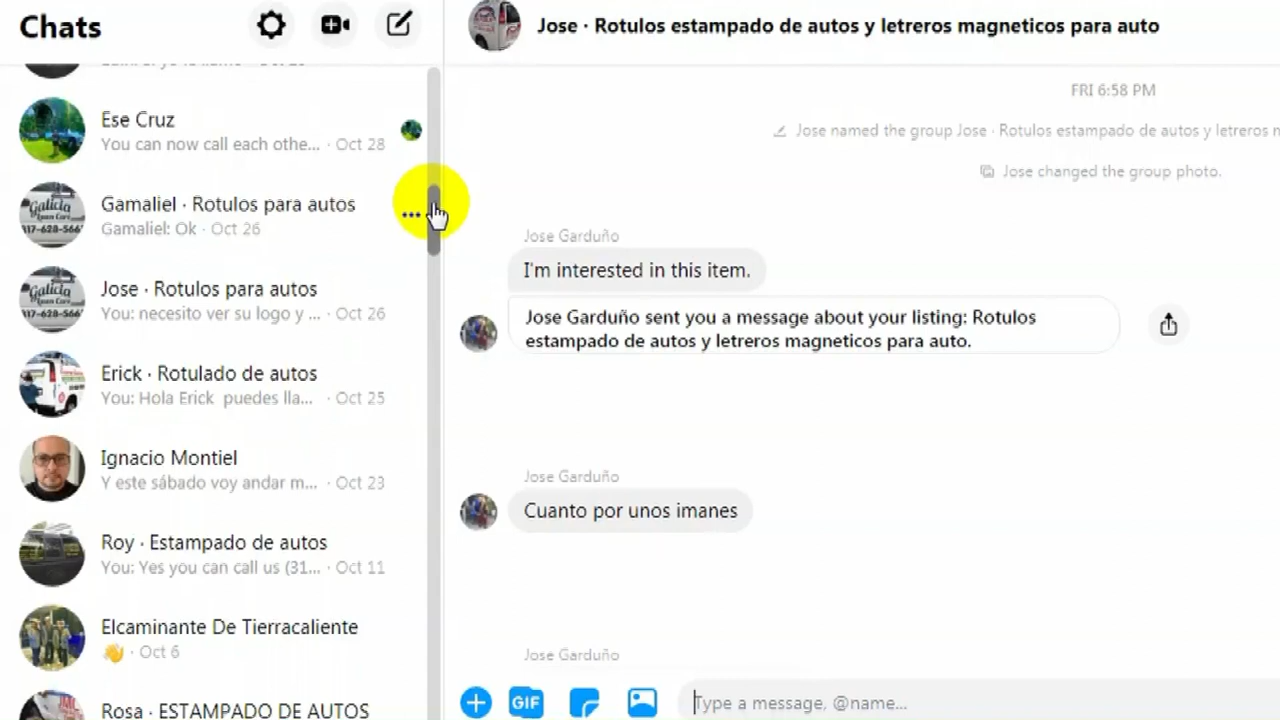 Chats
Ese Cruz
You can now call each othe... · Oct 28
Gamaliel · Rotulos para autos
Gamaliel: Ok · Oct 26
Jose · Rotulos para autos
You: necesito ver su logo y ... · Oct 26
Erick · Rotulado de autos
You: Hola Erick puedes lla... · Oct 25
Ignacio Montiel
Y este sábado voy andar m... · Oct 23
Roy · Estampado de autos
You: Yes you can call us (31... · Oct 11
Elcaminante De Tierracaliente
👋 · Oct 6
Rosa · ESTAMPADO DE AUTOS
Galicia
Lawn Care
Galicia
Lawn Care
Jose · Rotulos estampado de autos y letreros magneticos para auto
FRI 6:58 PM
Jose named the group Jose · Rotulos estampado de autos y letreros
Jose changed the group photo.
Jose Garduño
I'm interested in this item.
Jose Garduño sent you a message about your listing: Rotulos
estampado de autos y letreros magneticos para auto.
Jose Garduño
Cuanto por unos imanes
Jose Garduño
GIF
Type a message, @name...